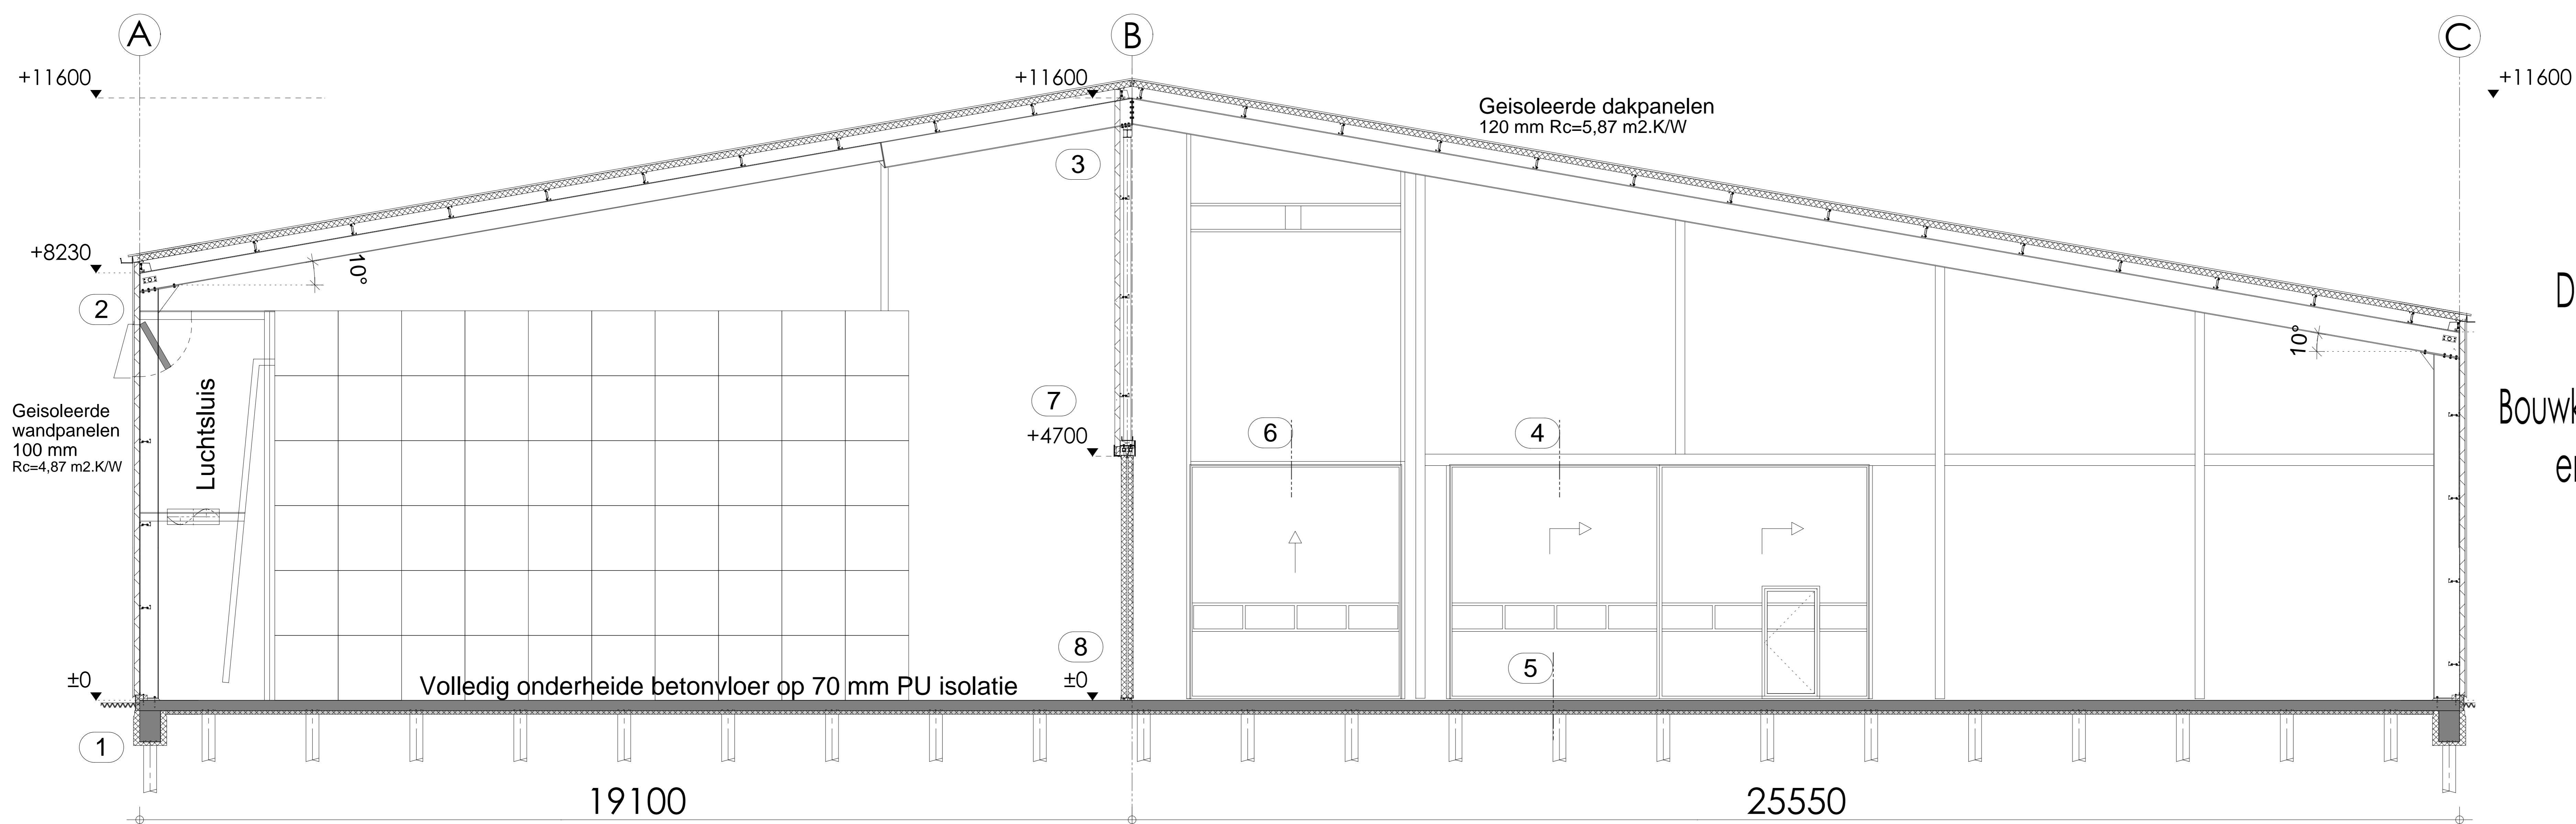 A
B
C
+11600
+11600
+11600
Geisoleerde dakpanelen
120 mm Rc=5,87 m2.K/W
3
+8230
10°
2
10°
D
Luchtsluis
Geisoleerde
wandpanelen
100 mm
Rc=4,87 m2.K/W
7
+4700
6
4
Bouwk
er
8
±0
±0
5
Volledig onderheide betonvloer op 70 mm PU isolatie
1
19100
25550